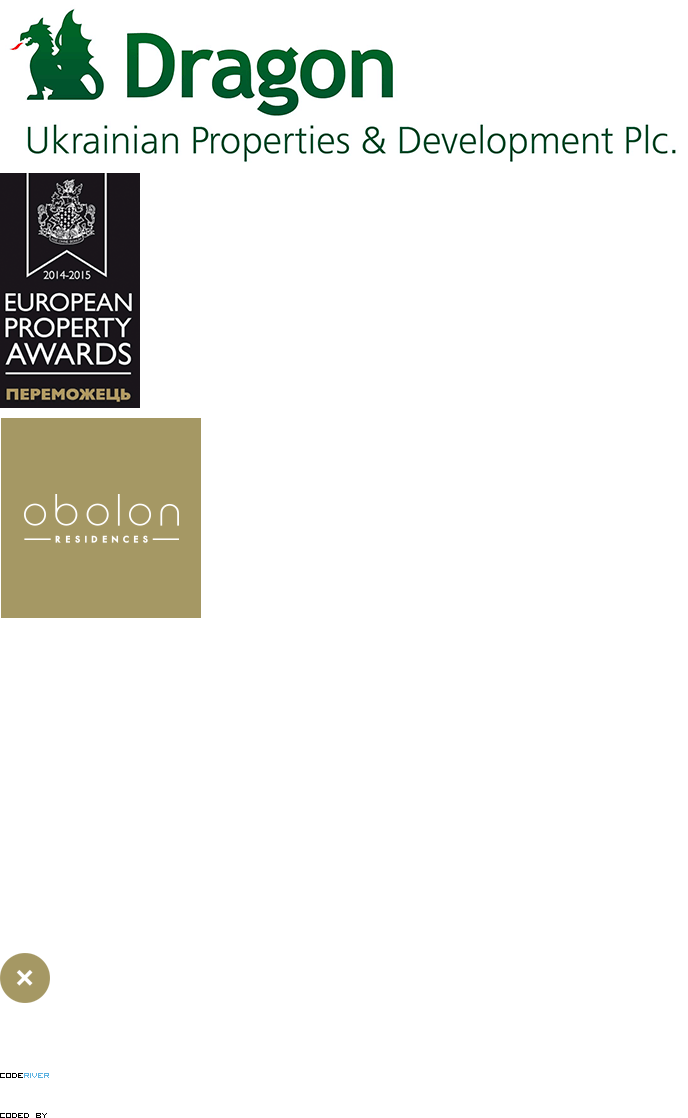 Dragon
Ukrainian Properties & Development Plc.
2014-2015
EUROPEAN
PROPERTY
AWARDS
ПЕРЕМОЖЕЦЬ
obolon
RESIDENCES
CODERIVER
CODED BY